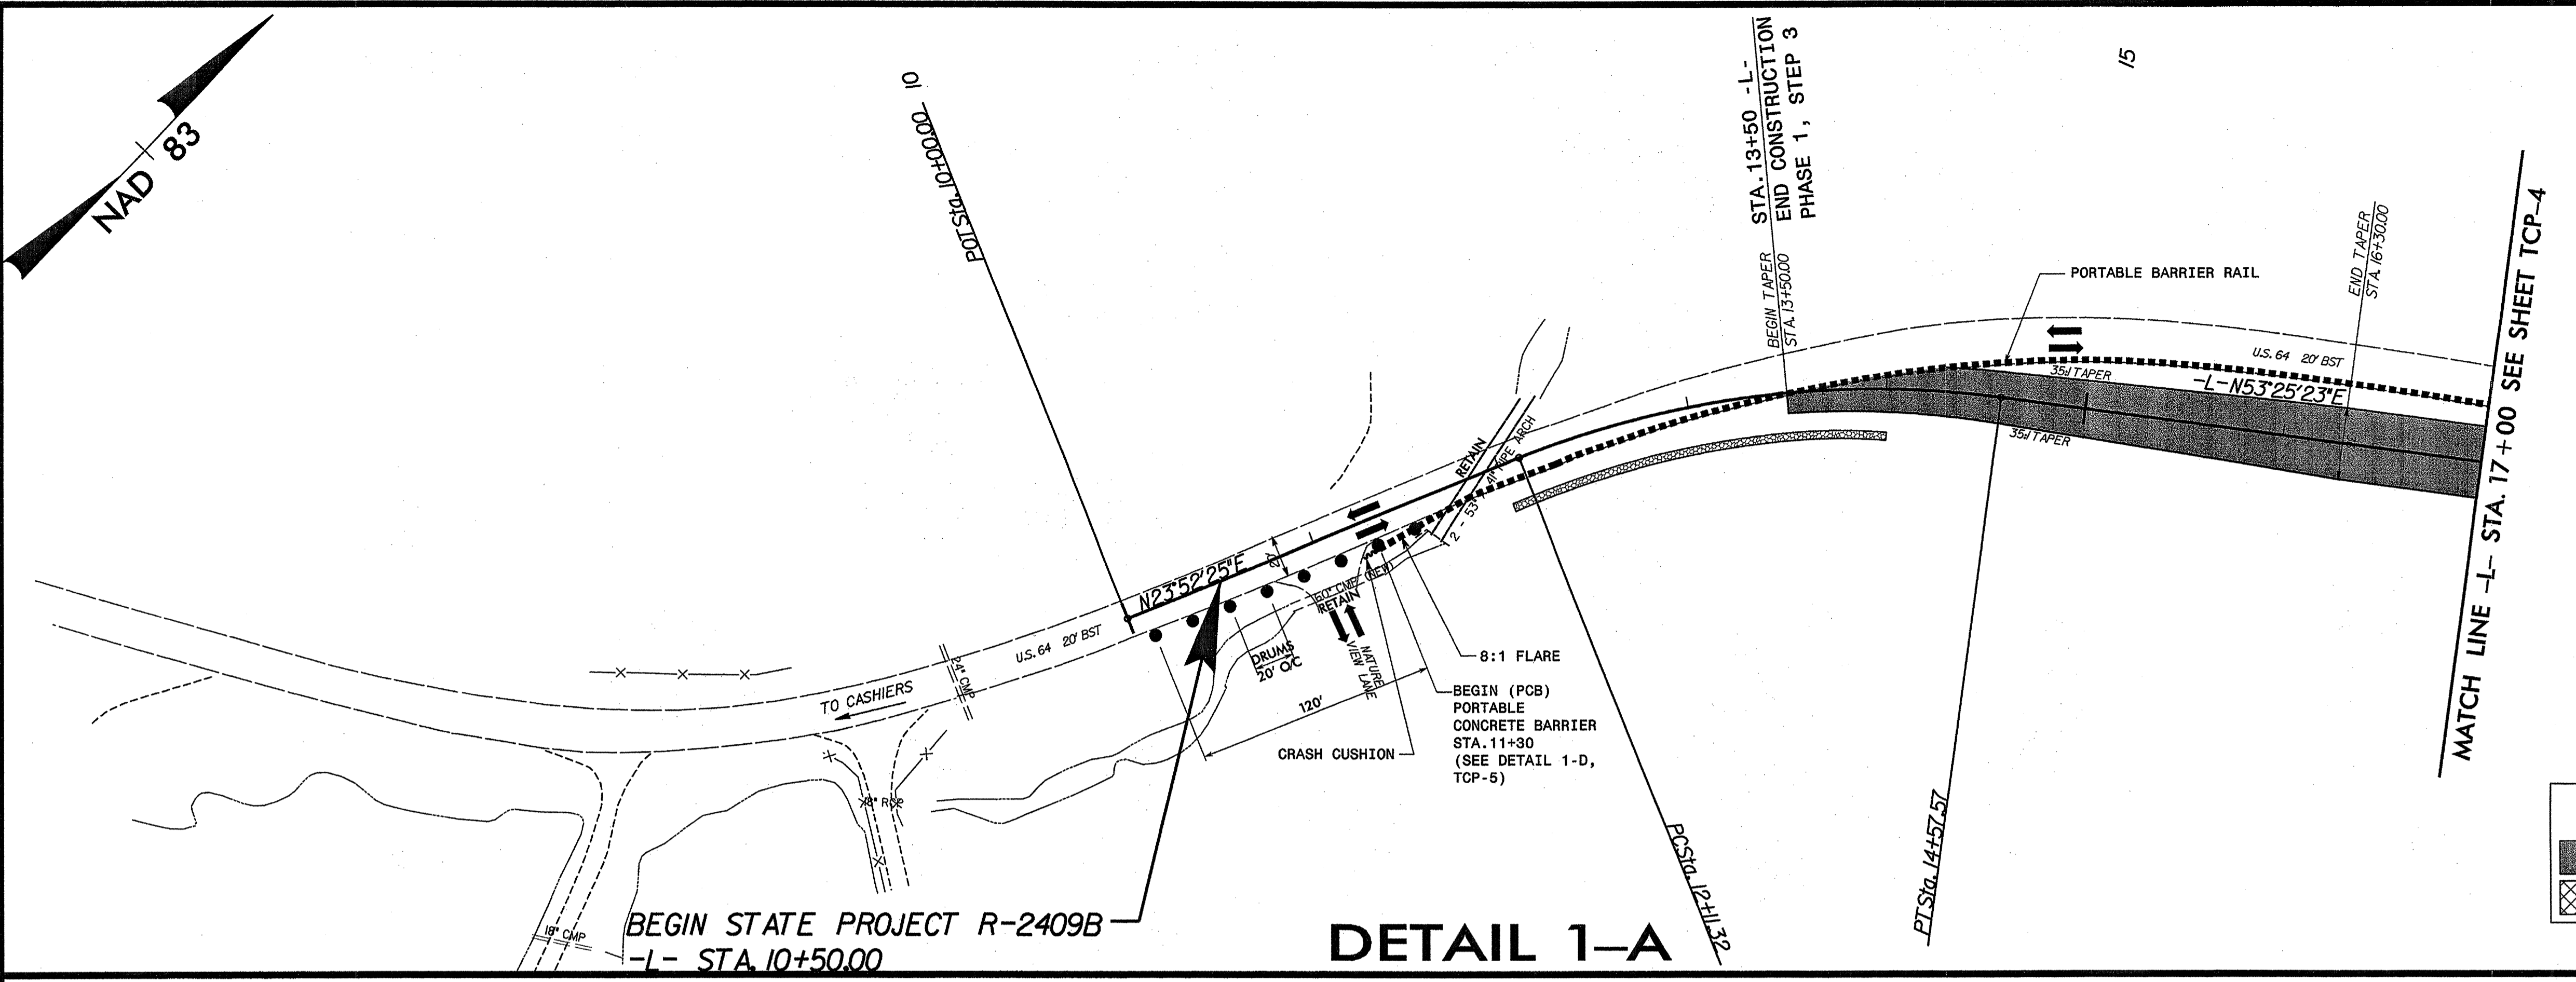 NAD 83
POT Sta. 10+00.00
10
STA. 13+50 -L-
END CONSTRUCTION
PHASE 1, STEP 3
BEGIN TAPER
STA. 13+50.00
15
PORTABLE BARRIER RAIL
END TAPER
STA. 16+30.00
MATCH LINE -L- STA. 17+00 SEE SHEET TCP-4
U.S. 64 20' BST
35:1 TAPER
-L- N53°25'23"E
35:1 TAPER
RETAIN
PIPE ARCH
N23°52'25"E
20'
60" CMP (NEW)
RETAIN
U.S. 64 20' BST
24" CMP
TO CASHIERS
DRUMS
20' O/C
NATURE
VIEW LANE
120'
8:1 FLARE
BEGIN (PCB)
PORTABLE
CONCRETE BARRIER
STA. 11+30
(SEE DETAIL 1-D,
TCP-5)
CRASH CUSHION
18" CMP
BEGIN STATE PROJECT R-2409B
-L- STA. 10+50.00
DETAIL 1-A
PC Sta. 12+11.32
PT Sta. 14+57.57